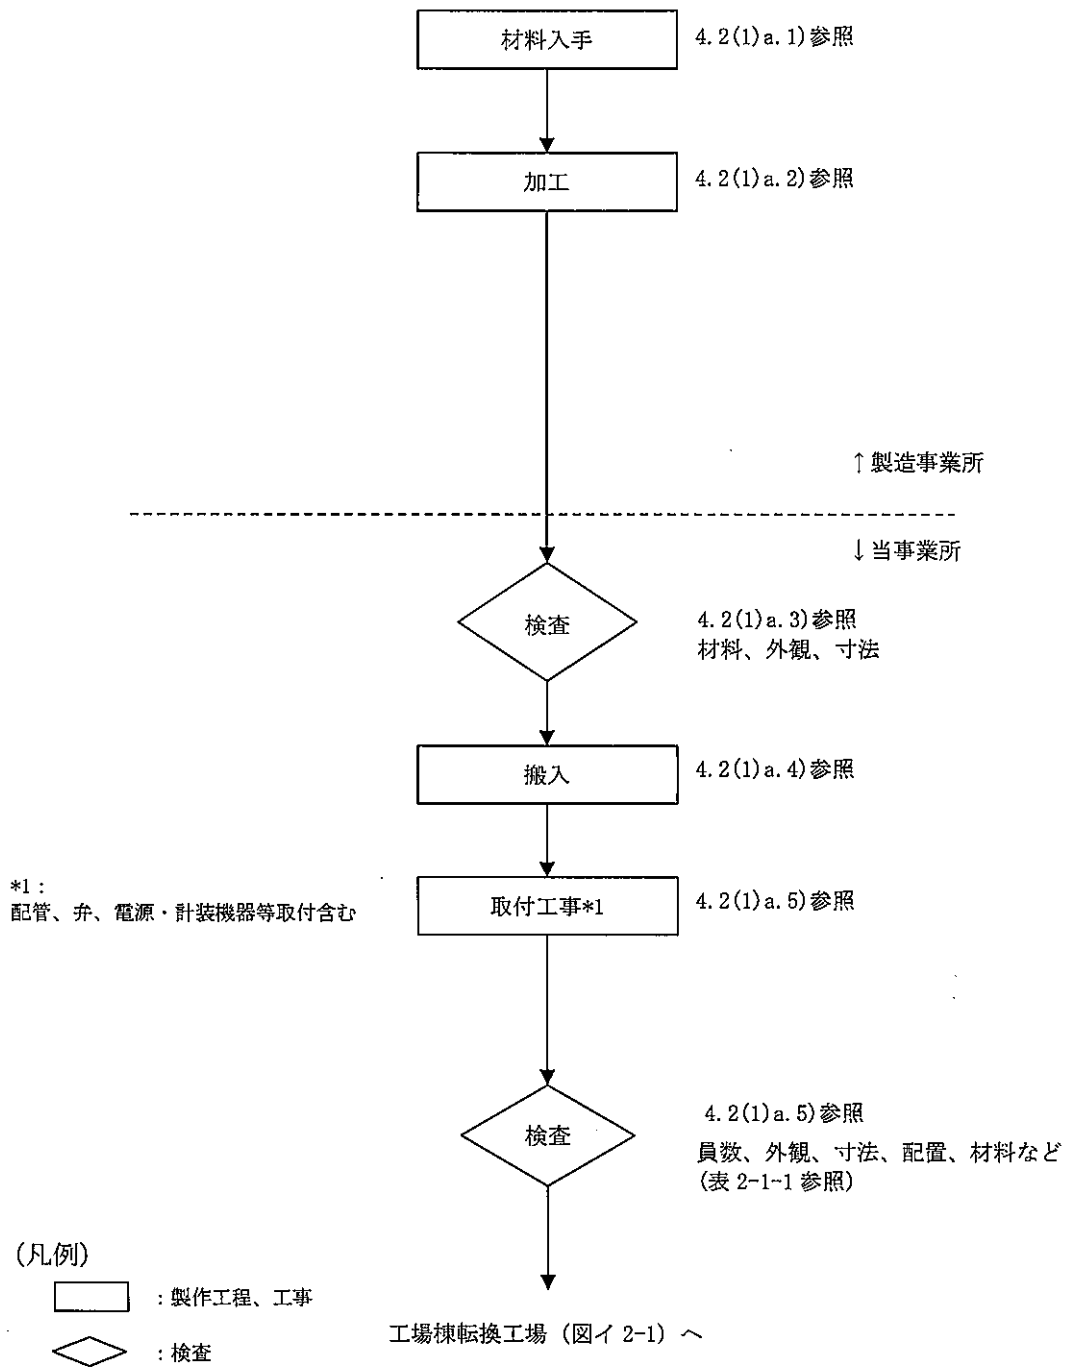 材料入手
4.2(1)a.1)参照
加工
4.2(1)a.2)参照
↑製造事業所
↓当事業所
検査
4.2(1)a.3)参照
材料、外観、寸法
搬入
4.2(1)a.4)参照
*1：
配管、弁、電源・計装機器等取付含む
取付工事*1
4.2(1)a.5)参照
検査
4.2(1)a.5)参照
員数、外観、寸法、配置、材料など
(表 2-1-1 参照)
(凡例)
：製作工程、工事
：検査
工場棟転換工場（図イ 2-1）へ